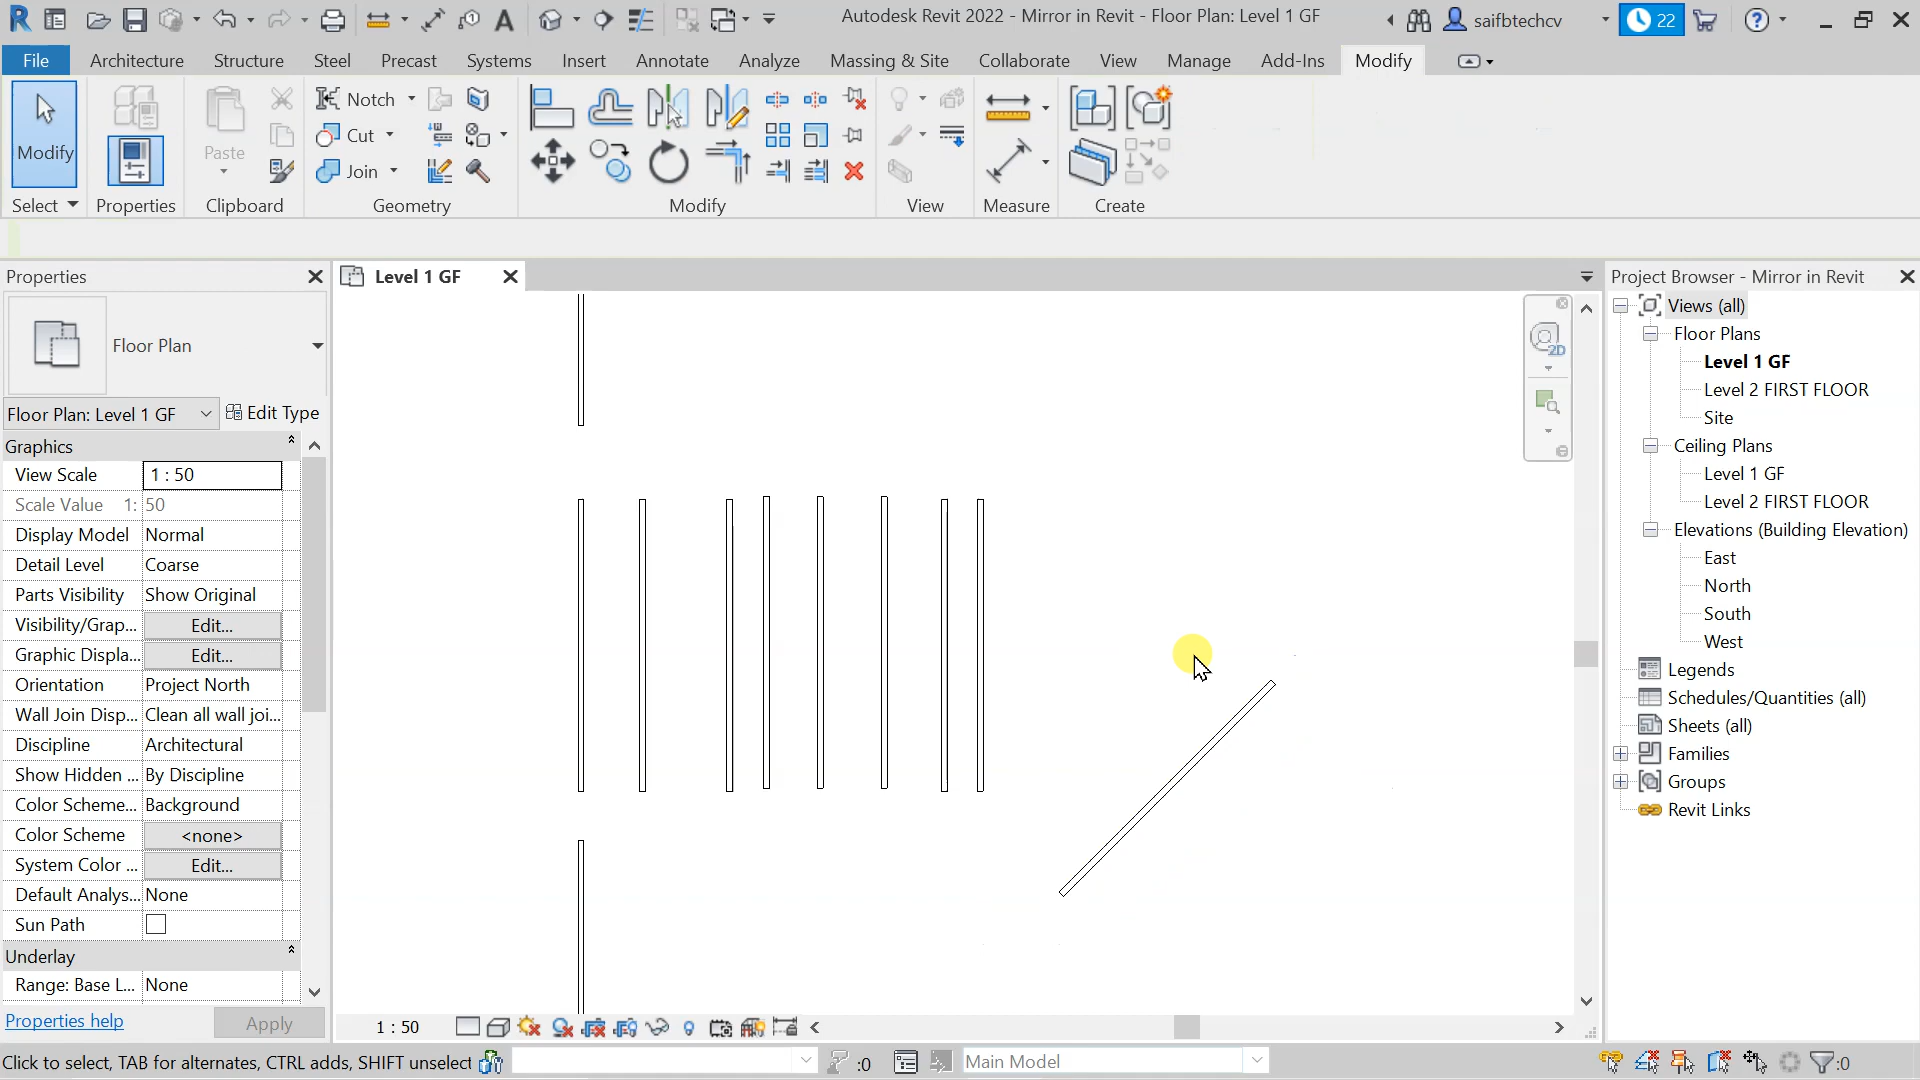 Autodesk Revit 2022 - Mirror in Revit - Floor Plan: Level 1 GF
saifbtechcv
22
File
Architecture
Structure
Steel
Precast
Systems
Insert
Annotate
Analyze
Massing & Site
Collaborate
View
Manage
Add-Ins
Modify
Modify
Paste
Notch
Cut
Join
Select
Properties
Clipboard
Geometry
Modify
View
Measure
Create
Properties
Floor Plan
Floor Plan: Level 1 GF
Edit Type
Graphics
View Scale 1 : 50
Scale Value 1: 50
Display Model Normal
Detail Level Coarse
Parts Visibility Show Original
Visibility/Grap... Edit...
Graphic Displa... Edit...
Orientation Project North
Wall Join Disp... Clean all wall joi...
Discipline Architectural
Show Hidden ... By Discipline
Color Scheme... Background
Color Scheme <none>
System Color ... Edit...
Default Analys... None
Sun Path
Underlay
Range: Base L... None
Properties help
Apply
Level 1 GF
2D
1 : 50
Project Browser - Mirror in Revit
Views (all)
Floor Plans
Level 1 GF
Level 2 FIRST FLOOR
Site
Ceiling Plans
Level 1 GF
Level 2 FIRST FLOOR
Elevations (Building Elevation)
East
North
South
West
Legends
Schedules/Quantities (all)
Sheets (all)
Families
Groups
Revit Links
Click to select, TAB for alternates, CTRL adds, SHIFT unselect
:0
Main Model
:0